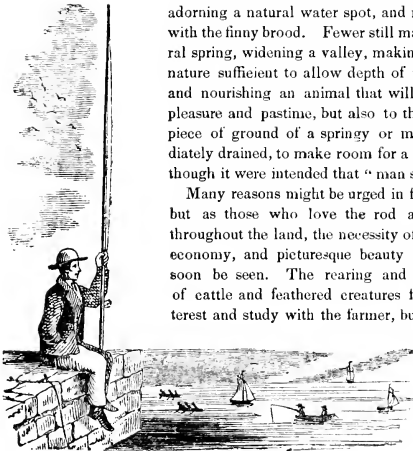 adorning a natural water spot, and
with the finny brood. Fewer still ma
ral spring, widening a valley, makin
nature sufficient to allow depth of
and nourishing an animal that will
pleasure and pastime, but also to th
piece of ground of a springy or m
diately drained, to make room for a
though it were intended that “ man s
Many reasons might be urged in f
but as those who love the rod a
throughout the land, the necessity of
economy, and picturesque beauty
soon be seen. The rearing and
of cattle and feathered creatures f
terest and study with the farmer, bu